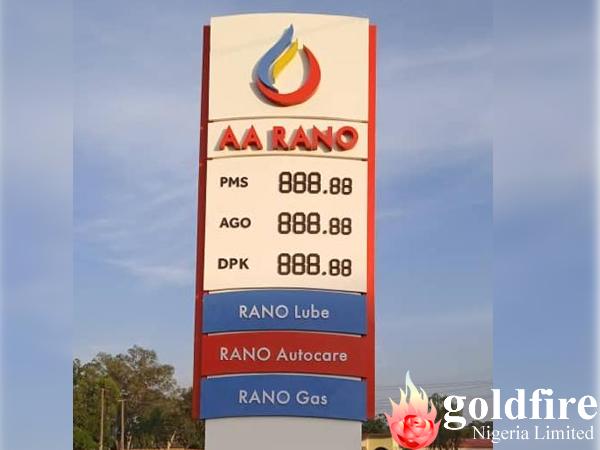 AA RANO
PMS 888.88
AGO 888.88
DPK 888.88
RANO Lube
RANO Autocare
RANO Gas
goldfire
Nigeria Limited